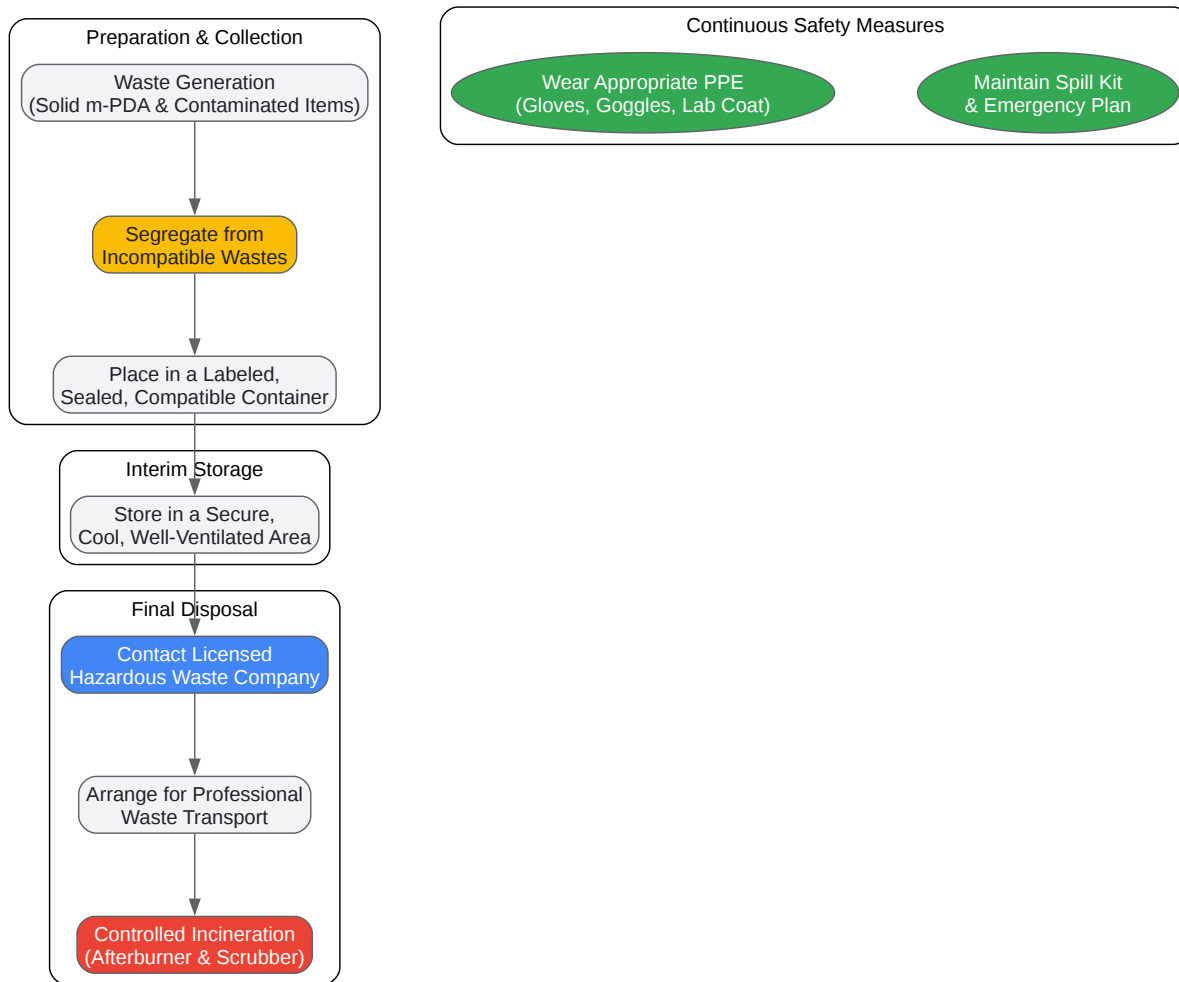 Preparation & Collection
Waste Generation
(Solid m-PDA & Contaminated Items)
Segregate from
Incompatible Wastes
Place in a Labeled,
Sealed, Compatible Container
Interim Storage
Store in a Secure,
Cool, Well-Ventilated Area
Final Disposal
Contact Licensed
Hazardous Waste Company
Arrange for Professional
Waste Transport
Controlled Incineration
(Afterburner & Scrubber)
Continuous Safety Measures
Wear Appropriate PPE
(Gloves, Goggles, Lab Coat)
Maintain Spill Kit
& Emergency Plan